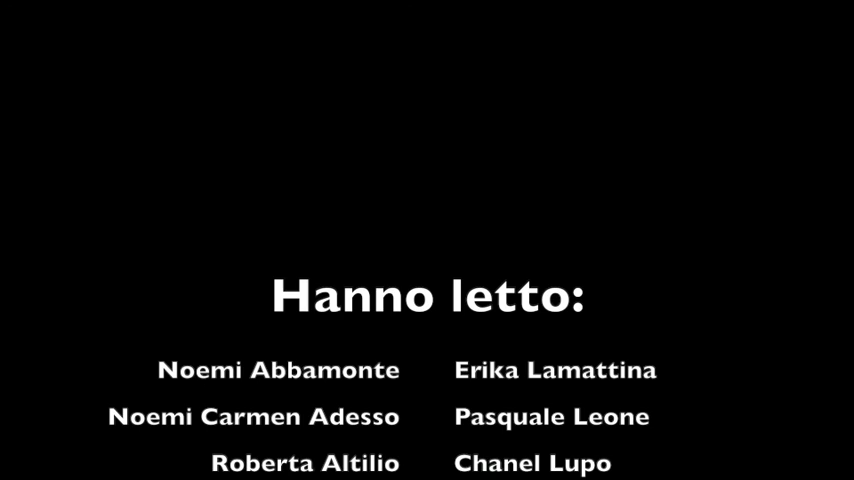 Hanno letto:
Noemi Abbamonte Erika Lamattina
Noemi Carmen Adesso Pasquale Leone
Roberta Altilio Chanel Lupo